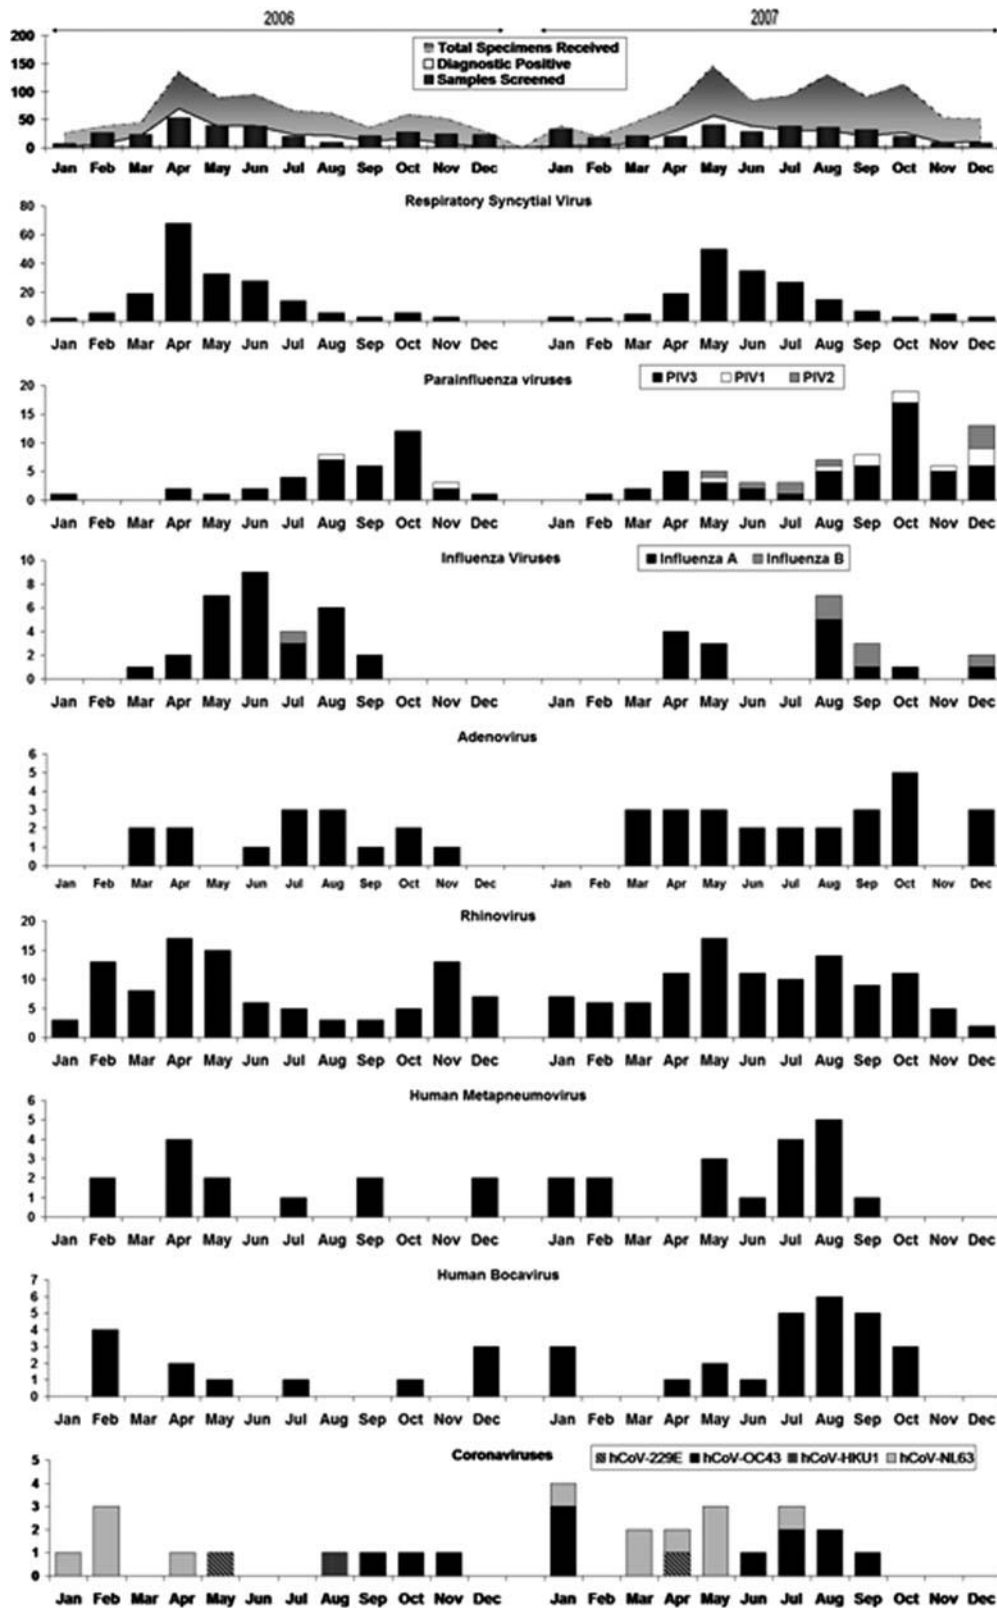 2006 2007
200
150
100
50
0
Total Specimens Received
Diagnostic Positive
Samples Screened
Jan Feb Mar Apr May Jun Jul Aug Sep Oct Nov Dec Jan Feb Mar Apr May Jun Jul Aug Sep Oct Nov Dec
Respiratory Syncytial Virus
80
60
40
20
0
Jan Feb Mar Apr May Jun Jul Aug Sep Oct Nov Dec Jan Feb Mar Apr May Jun Jul Aug Sep Oct Nov Dec
Parainfluenza viruses
PIV3 PIV1 PIV2
20
15
10
5
0
Jan Feb Mar Apr May Jun Jul Aug Sep Oct Nov Dec Jan Feb Mar Apr May Jun Jul Aug Sep Oct Nov Dec
Influenza Viruses
Influenza A Influenza B
10
8
6
4
2
0
Jan Feb Mar Apr May Jun Jul Aug Sep Oct Nov Dec Jan Feb Mar Apr May Jun Jul Aug Sep Oct Nov Dec
Adenovirus
6
5
4
3
2
1
0
Jan Feb Mar Apr May Jun Jul Aug Sep Oct Nov Dec Jan Feb Mar Apr May Jun Jul Aug Sep Oct Nov Dec
Rhinovirus
20
15
10
5
0
Jan Feb Mar Apr May Jun Jul Aug Sep Oct Nov Dec Jan Feb Mar Apr May Jun Jul Aug Sep Oct Nov Dec
Human Metapneumovirus
6
5
4
3
2
1
0
Jan Feb Mar Apr May Jun Jul Aug Sep Oct Nov Dec Jan Feb Mar Apr May Jun Jul Aug Sep Oct Nov Dec
Human Bocavirus
7
6
5
4
3
2
1
0
Jan Feb Mar Apr May Jun Jul Aug Sep Oct Nov Dec Jan Feb Mar Apr May Jun Jul Aug Sep Oct Nov Dec
Coronaviruses
hCoV-229E hCoV-OC43 hCoV-HKU1 hCoV-NL63
5
4
3
2
1
0
Jan Feb Mar Apr May Jun Jul Aug Sep Oct Nov Dec Jan Feb Mar Apr May Jun Jul Aug Sep Oct Nov Dec